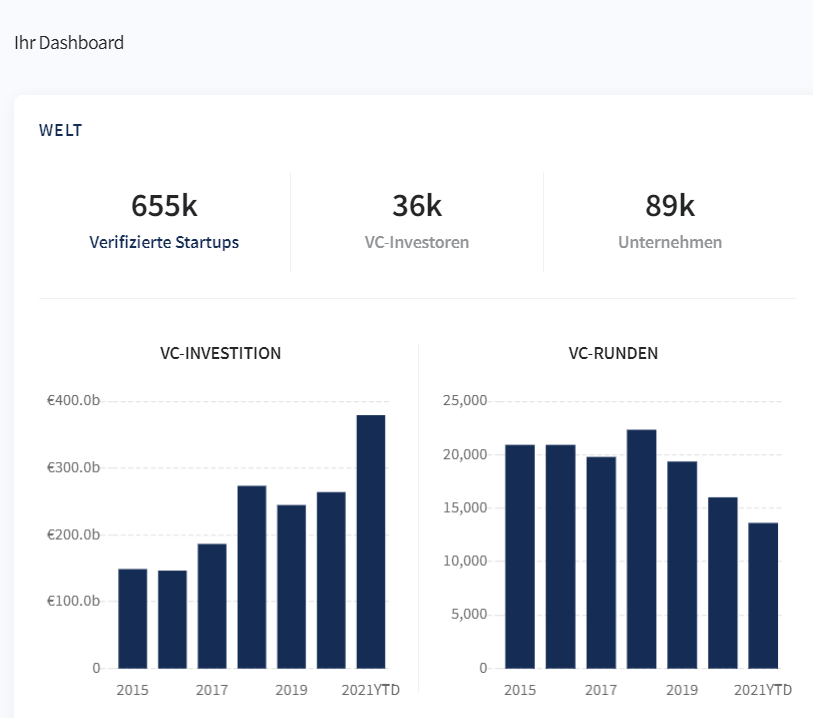 Ihr Dashboard
WELT
655k
Verifizierte Startups
36k
VC-Investoren
89k
Unternehmen
VC-INVESTITION
€400.0b
€300.0b
€200.0b
€100.0b
0
2015 2017 2019 2021YTD
VC-RUNDEN
25,000
20,000
15,000
10,000
5,000
0
2015 2017 2019 2021YTD